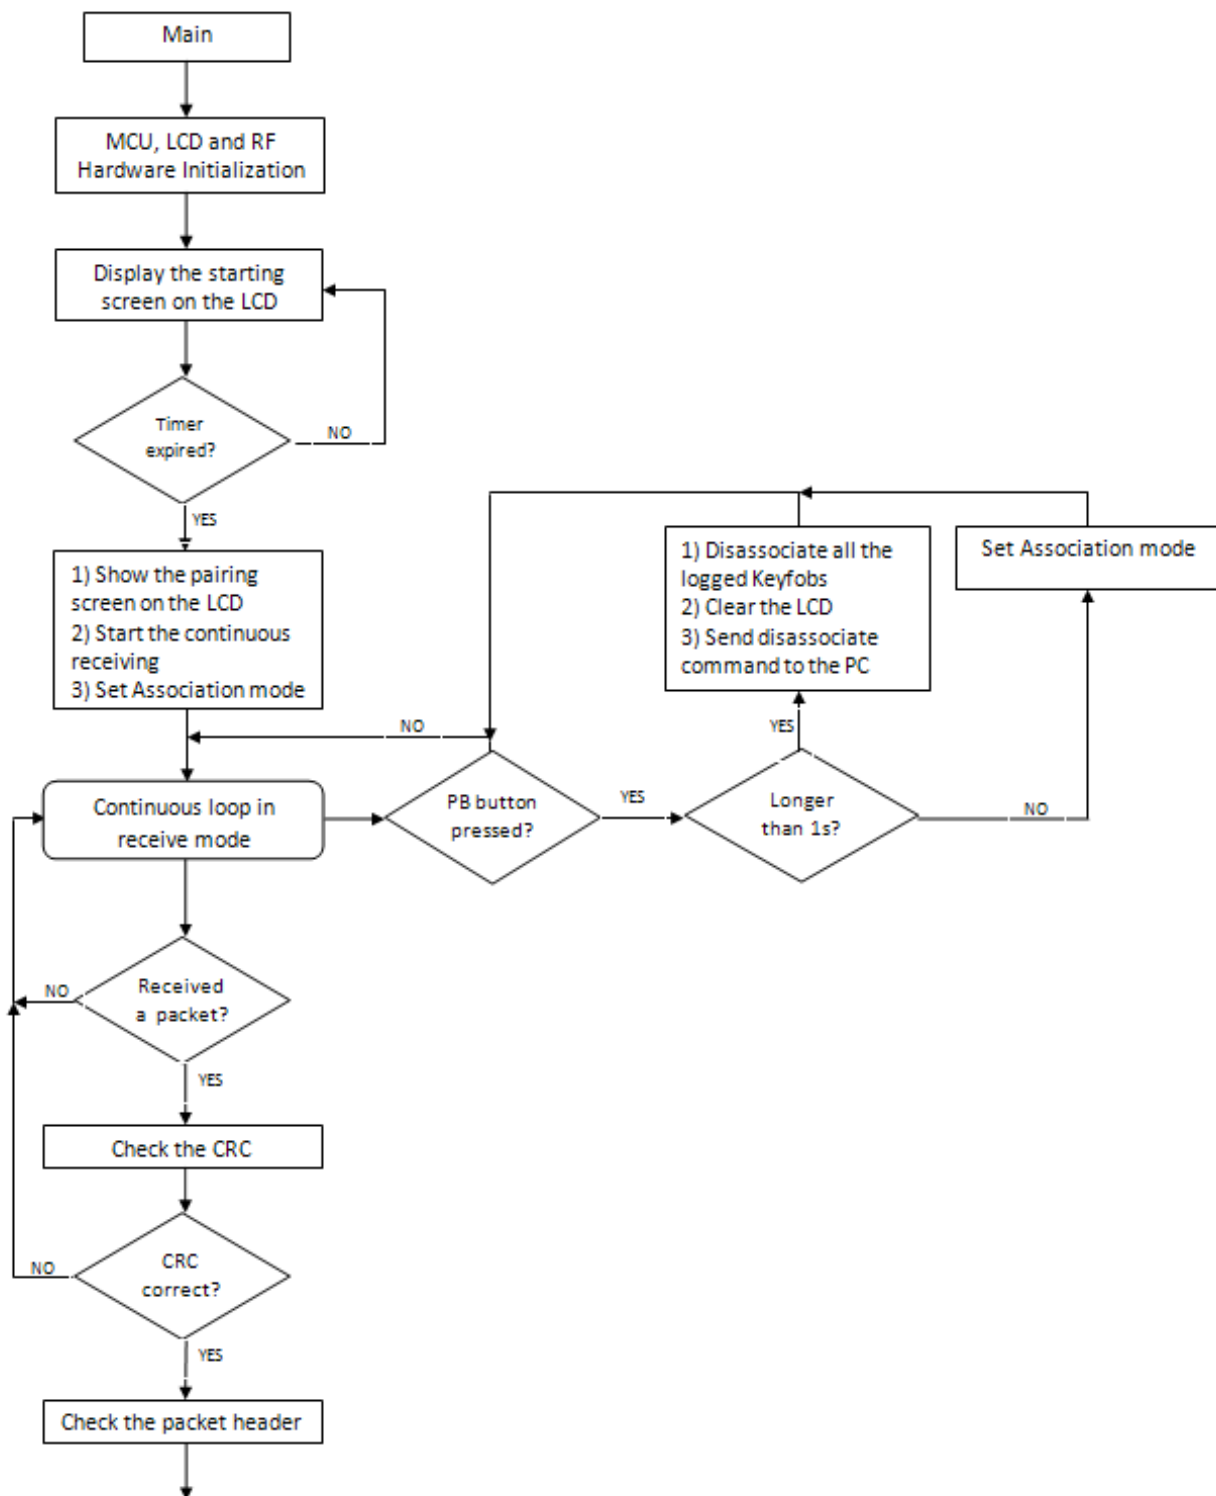 Main
MCU, LCD and RF
Hardware Initialization
Display the starting
screen on the LCD
Timer
expired?
NO
YES
1) Show the pairing
screen on the LCD
2) Start the continuous
receiving
3) Set Association mode
1) Disassociate all the
logged Keyfobs
2) Clear the LCD
3) Send disassociate
command to the PC
Set Association mode
NO
YES
Continuous loop in
receive mode
PB button
pressed?
YES
Longer
than 1s?
NO
Received
a packet?
NO
YES
Check the CRC
CRC
correct?
NO
YES
Check the packet header